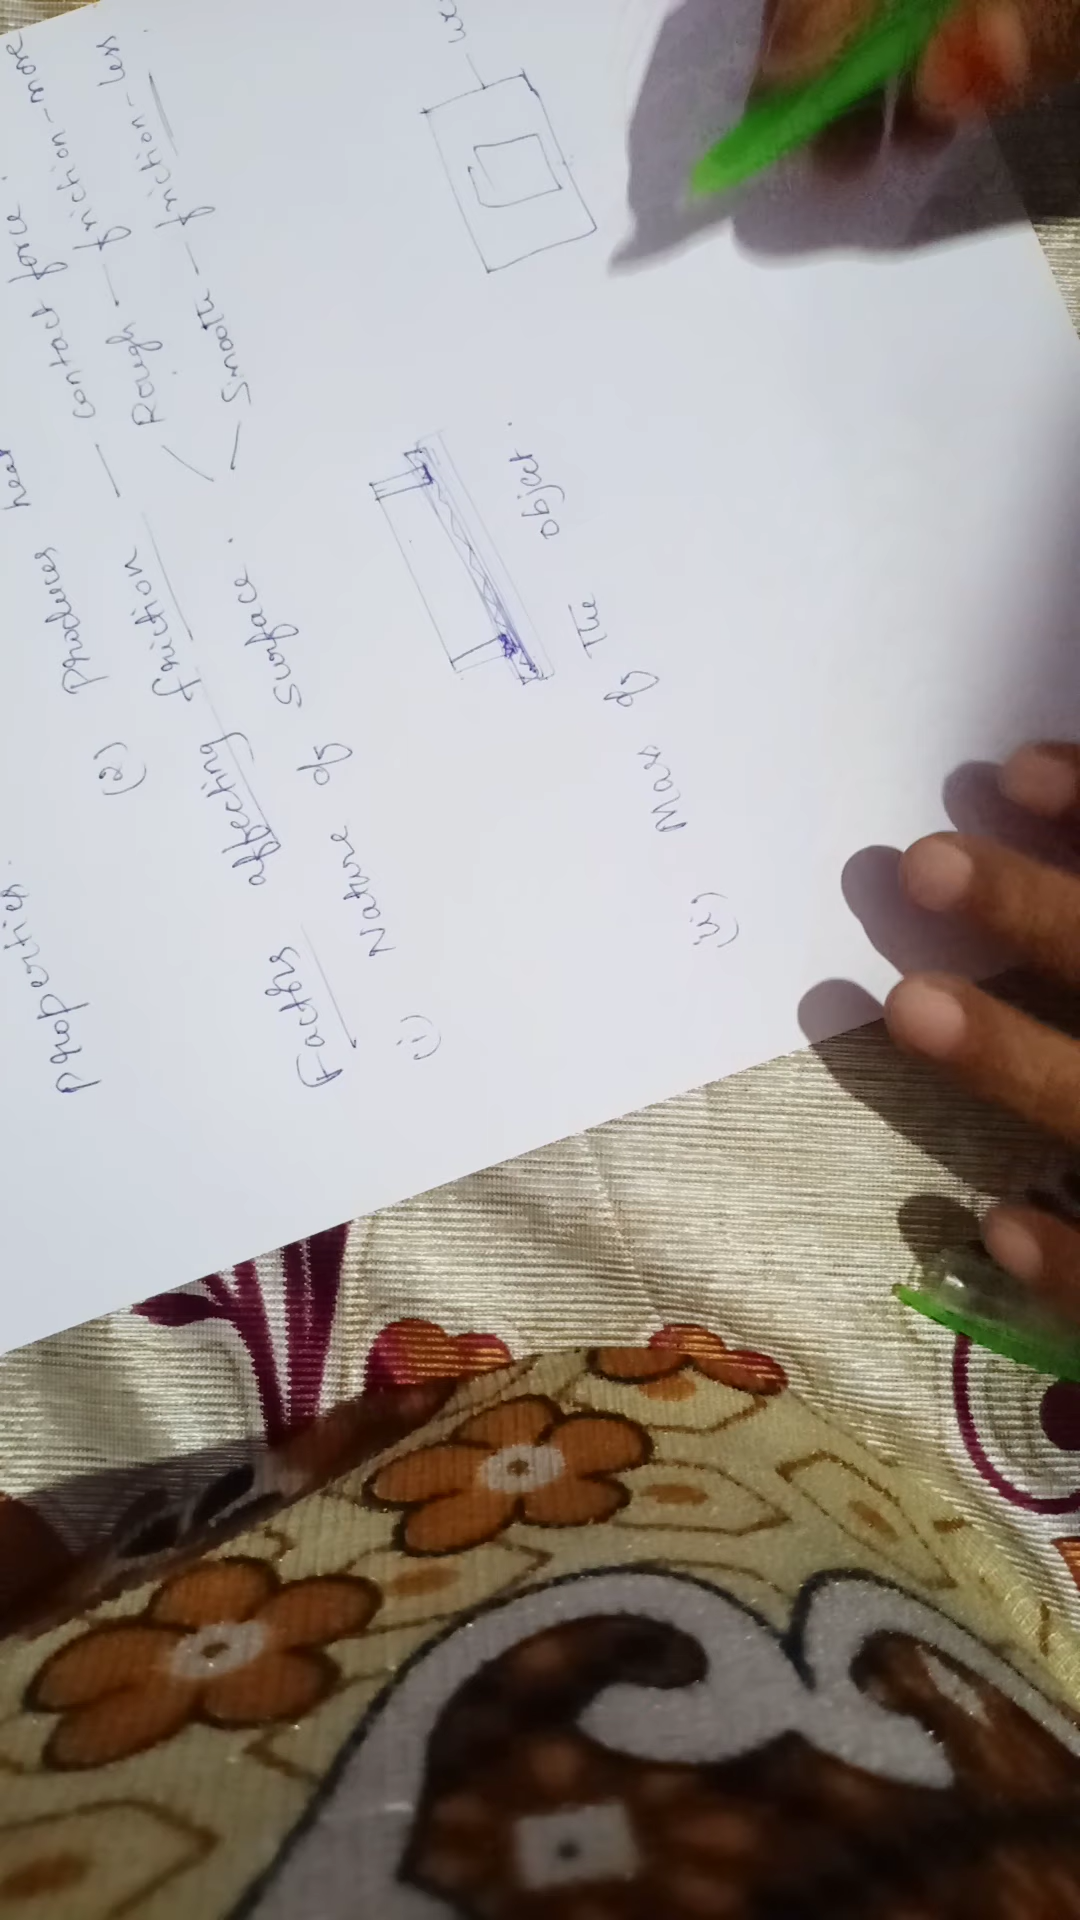 Properties.
— Contact force.
(2) Produces
Factors affecting friction
Rough — friction - more
Smooth — friction - less
(i) Nature of Surface.
(ii) Mass of The object.